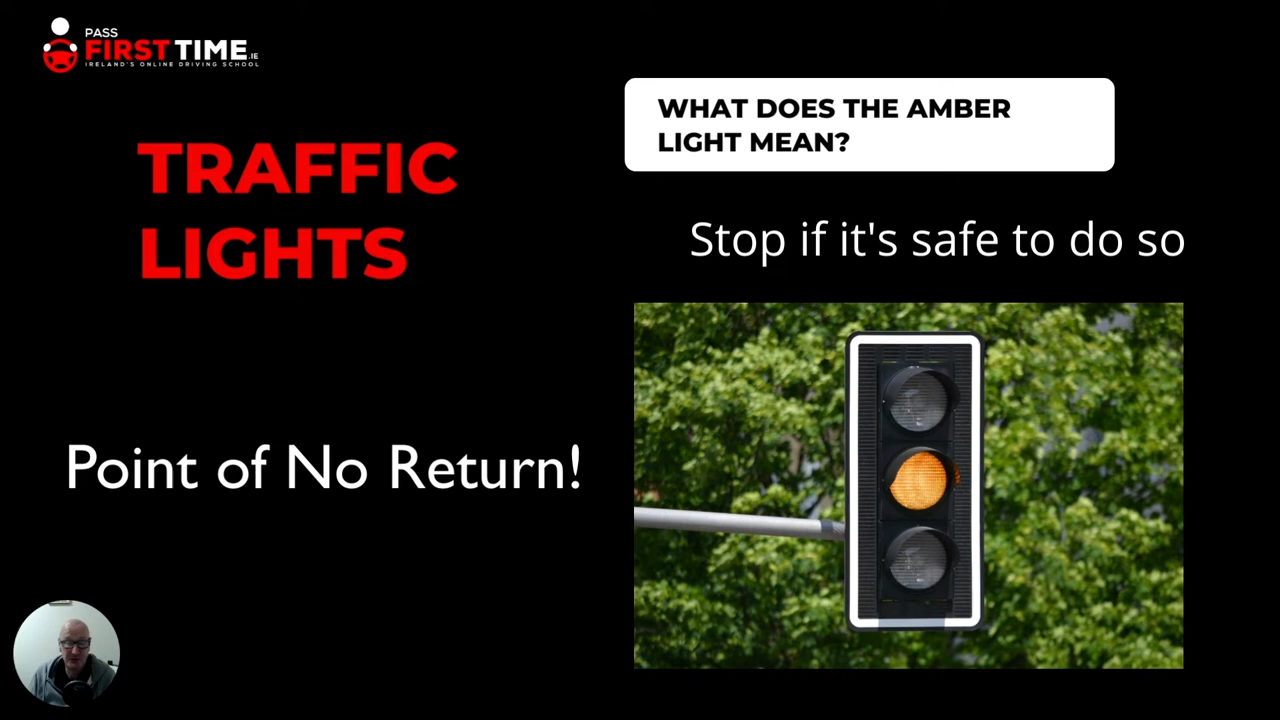 PASS
FIRST TIME.IE
IRELAND'S ONLINE DRIVING SCHOOL
TRAFFIC
LIGHTS
WHAT DOES THE AMBER
LIGHT MEAN?
Stop if it's safe to do so
Point of No Return!